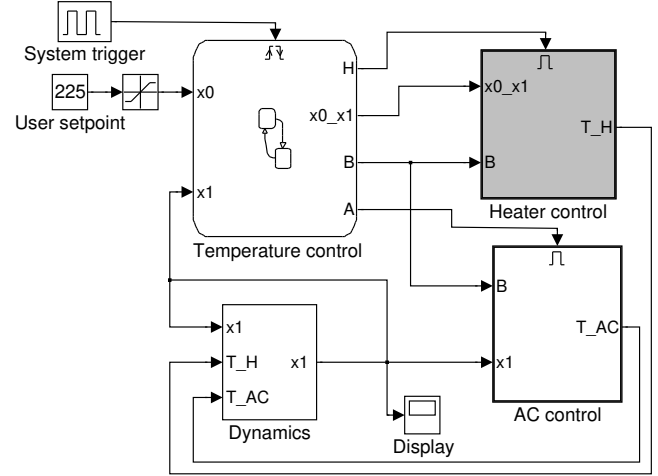 System trigger
225
User setpoint
x0
x1
H
x0_x1
B
A
Temperature control
x0_x1
B
T_H
Heater control
B
x1
T_AC
AC control
x1
T_H
T_AC
x1
Dynamics
Display